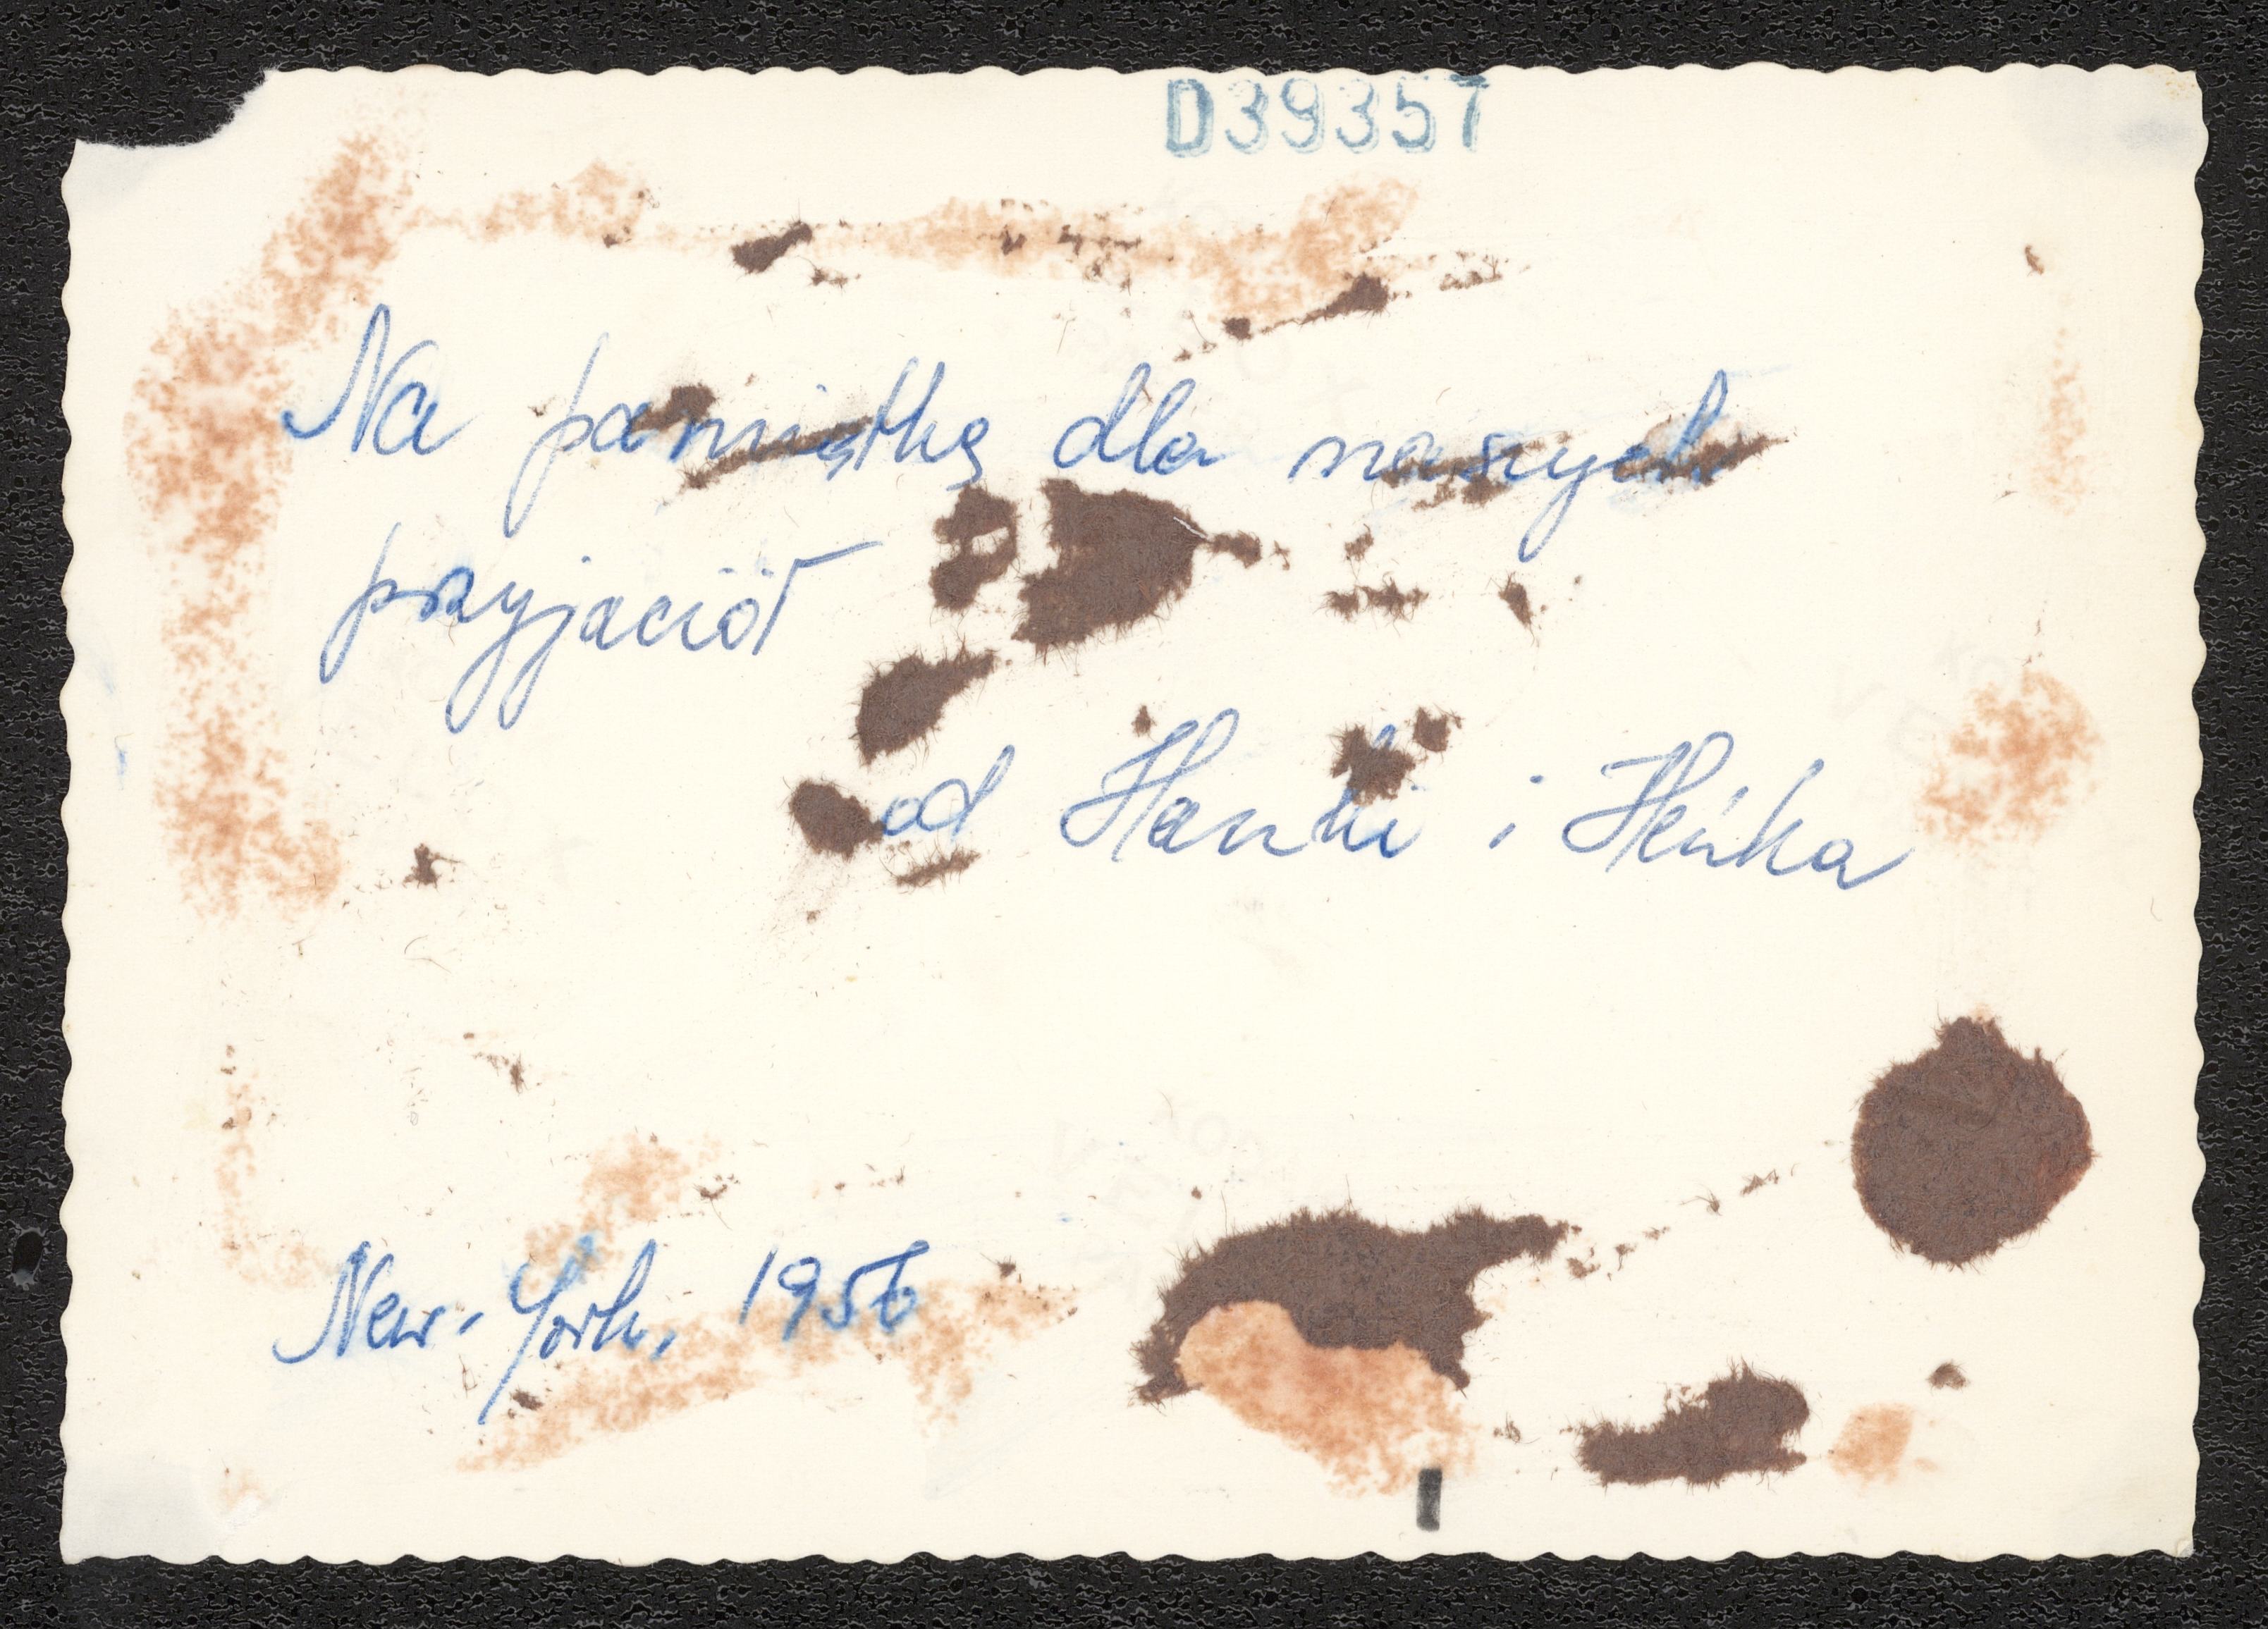 D39357
Na pamiątkę dla naszych
przyjaciół
od Hanki i Heńka
New-York, 1956